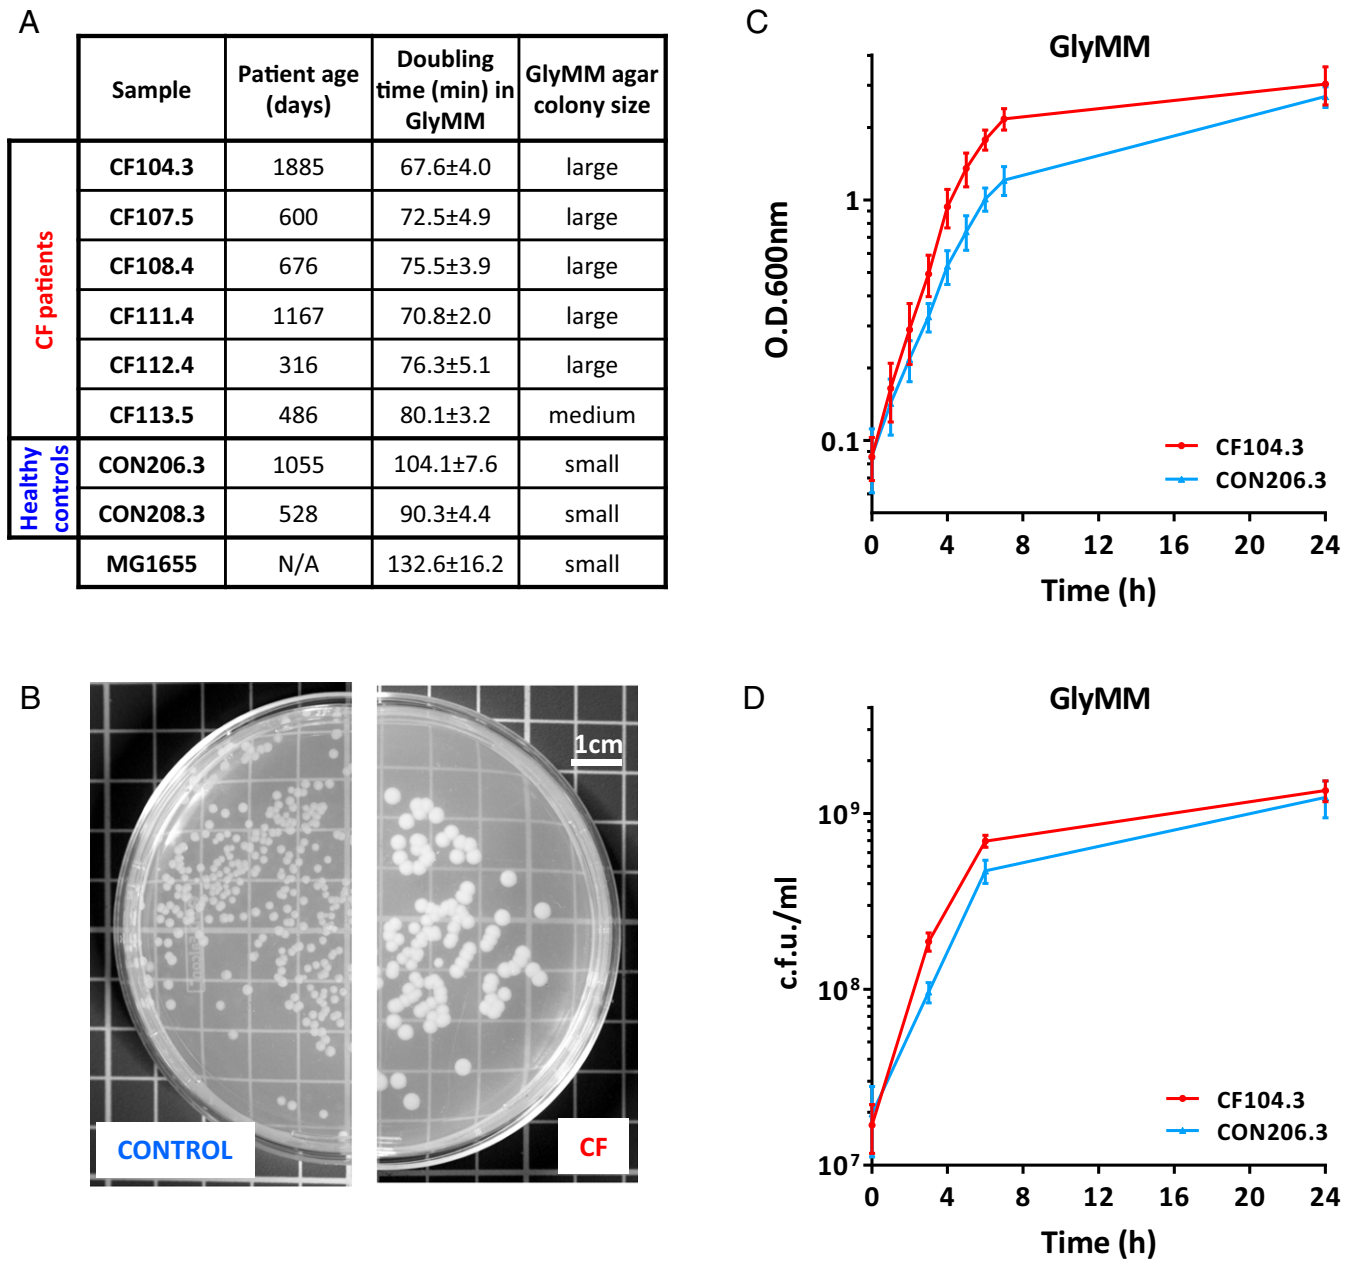 A
Sample
Patient age
(days)
Doubling
time (min) in
GlyMM
GlyMM agar
colony size
CF patients
CF104.3 1885 67.6±4.0 large
CF107.5 600 72.5±4.9 large
CF108.4 676 75.5±3.9 large
CF111.4 1167 70.8±2.0 large
CF112.4 316 76.3±5.1 large
CF113.5 486 80.1±3.2 medium
Healthy
controls
CON206.3 1055 104.1±7.6 small
CON208.3 528 90.3±4.4 small
MG1655 N/A 132.6±16.2 small
B
1cm
CONTROL
CF
C
GlyMM
O.D.600nm
1
0.1
CF104.3
CON206.3
0 4 8 12 16 20 24
Time (h)
D
GlyMM
c.f.u./ml
10⁹
10⁸
10⁷
CF104.3
CON206.3
0 4 8 12 16 20 24
Time (h)